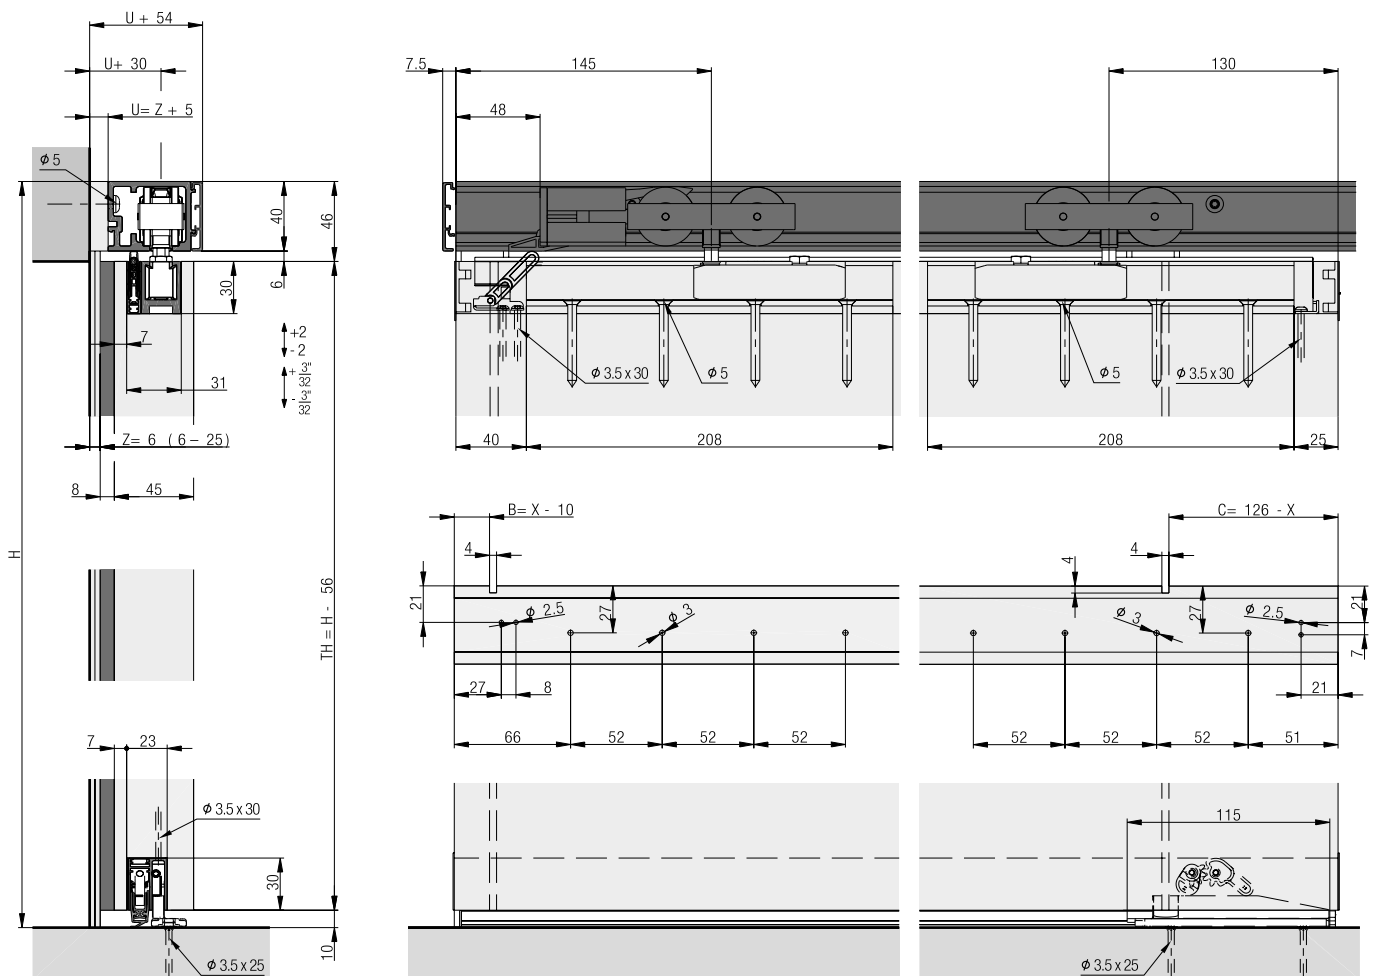 U + 54
U+ 30
U= Z + 5
ø 5
40
46
6
30
7
31
+2
- 2
+ 3"/32
- 3"/32
Z= 6 ( 6 – 25)
8
45
H
TH = H - 56
7
23
ø 3.5 x 30
30
10
ø 3.5 x 25
7.5
145
130
48
ø 3.5 x 30
ø 5
ø 5
ø 3.5 x 30
40
208
208
25
B= X - 10
C= 126 - X
4
4
4
21
ø 2.5
27
ø 3
ø 3
27
ø 2.5
21
7
27
8
21
66
52
52
52
52
52
52
51
115
ø 3.5 x 25